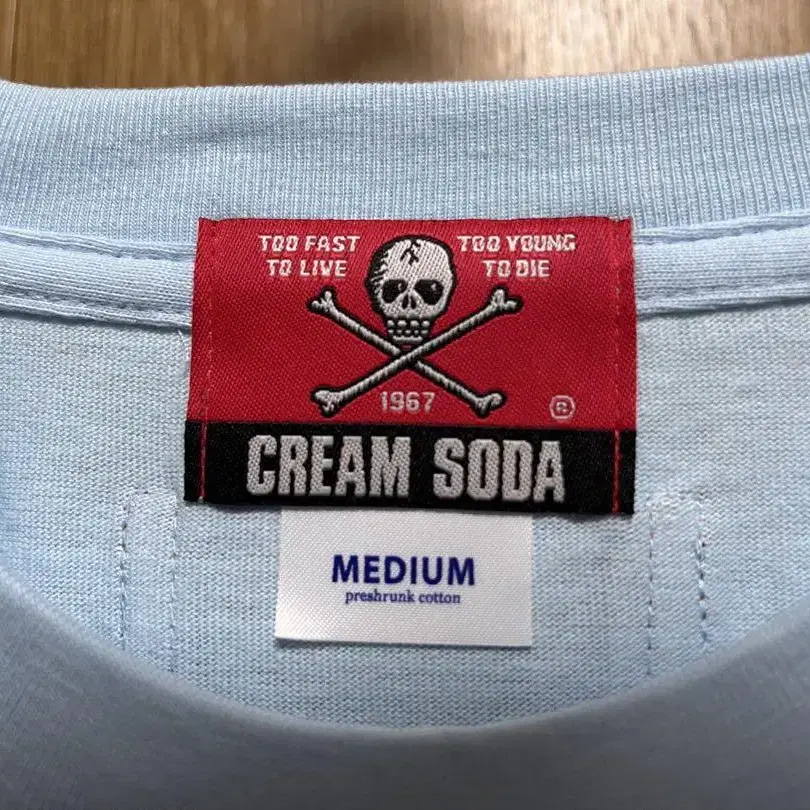 TOO FAST
TO LIVE
TOO YOUNG
TO DIE
1967
®
CREAM SODA
MEDIUM
preshrunk cotton